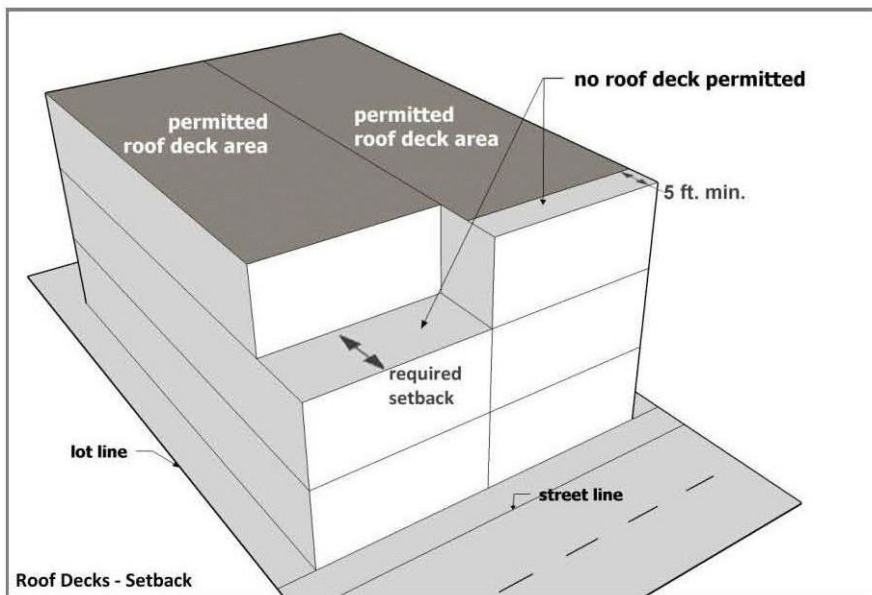 no roof deck permitted
permitted
roof deck area
permitted
roof deck area
5 ft. min.
required
setback
lot line
street line
Roof Decks - Setback